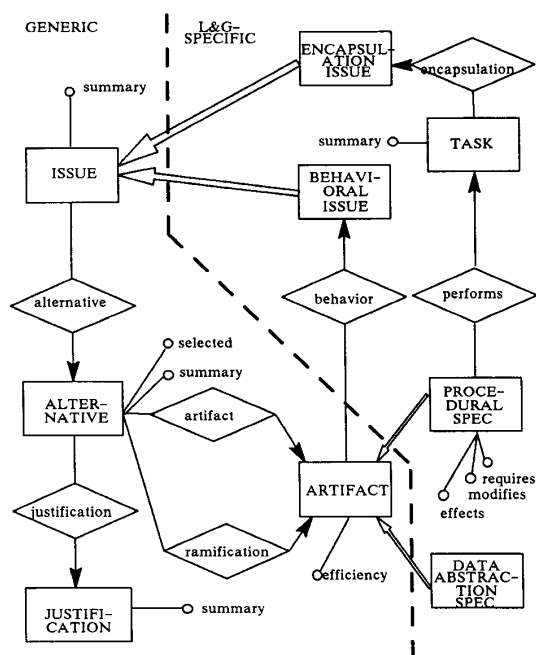 GENERIC
L&G-
SPECIFIC
ENCAPSUL-
ATION
ISSUE
encapsulation
summary
summary
TASK
ISSUE
BEHAVI-
ORAL
ISSUE
alternative
behavior
performs
selected
summary
ALTER-
NATIVE
artifact
PROCE-
DURAL
SPEC
requires
modifies
effects
ARTIFACT
justification
ramification
efficiency
DATA
ABSTRAC-
TION
SPEC
JUSTIFI-
CATION
summary